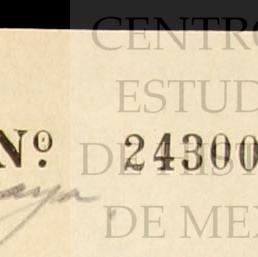 CENTRO
ESTUD
Nº. 24300
DE HIST
DE MEX